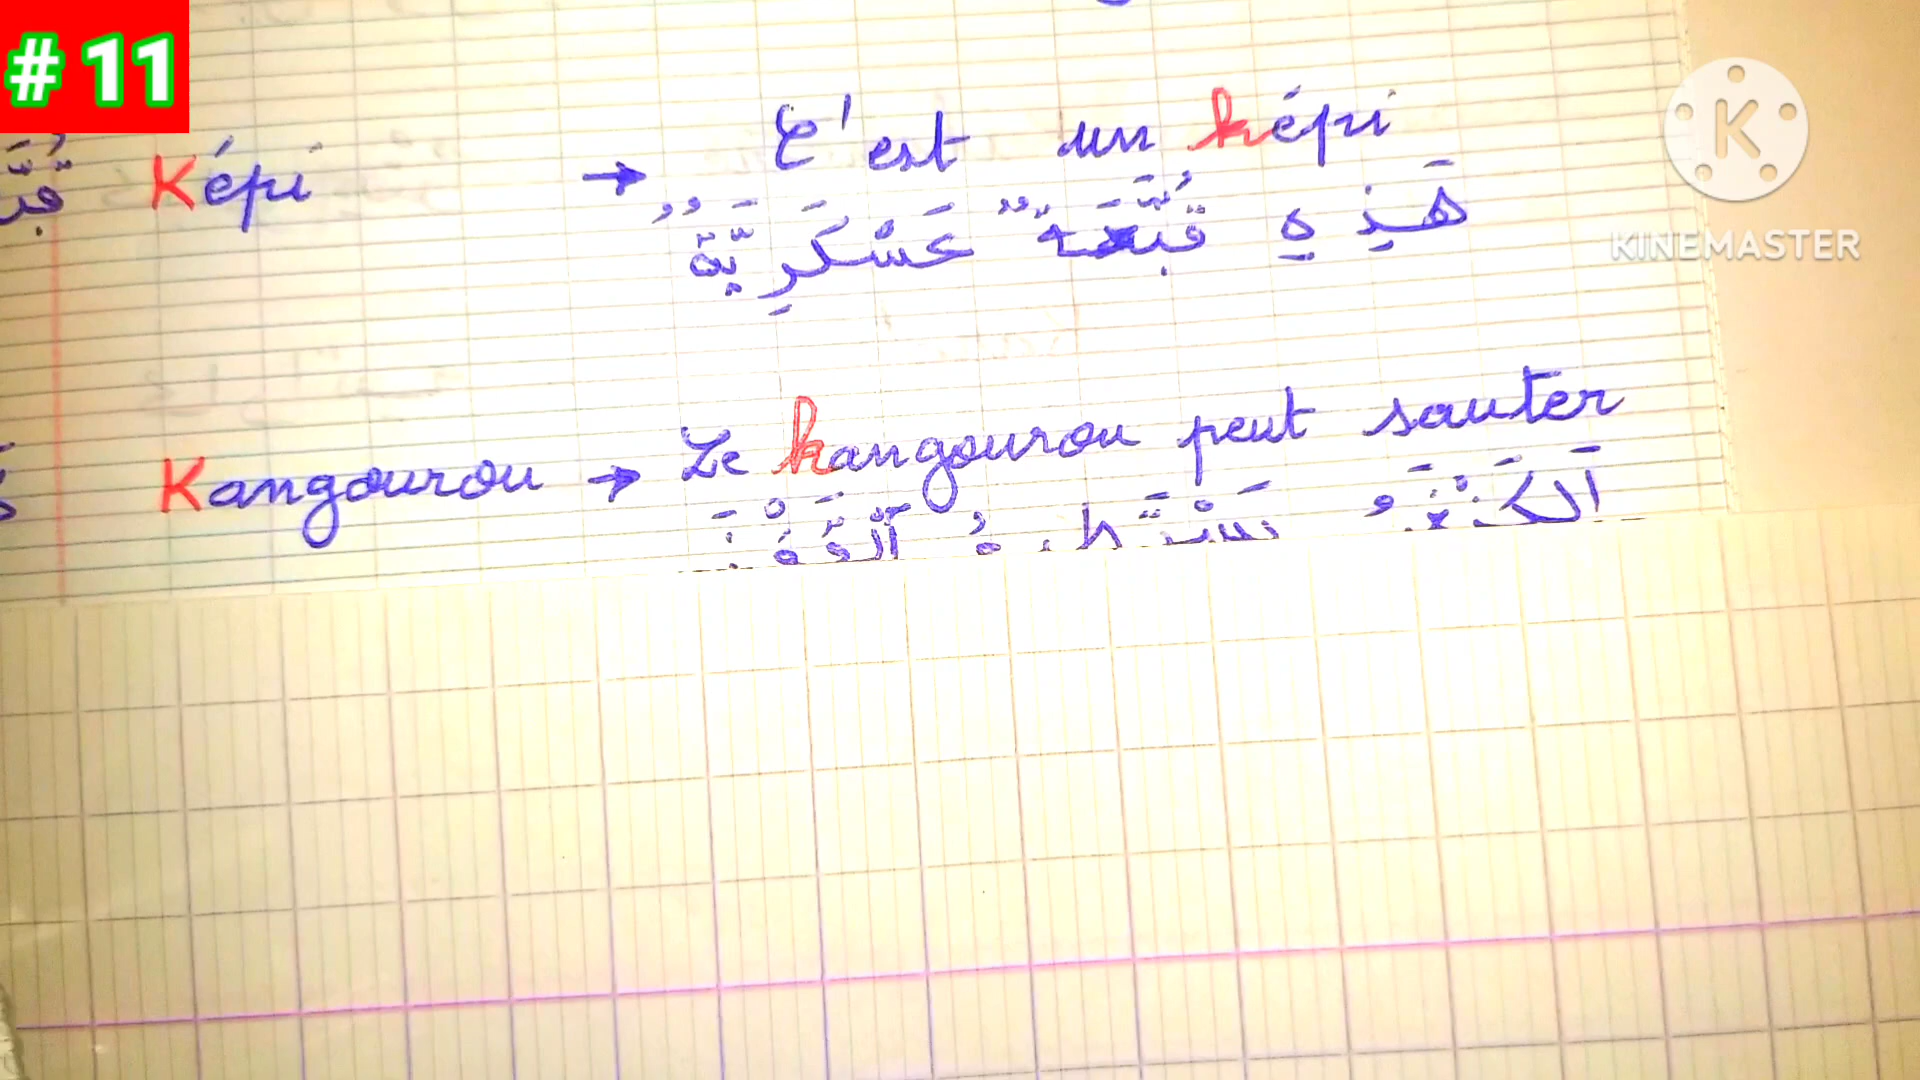 # 11
Képi → C'est un képi
هَذِهِ قُبَّعَةٌ عَسْكَرِيَّةٌ
KINEMASTER
Kangourou → Le kangourou peut sauter